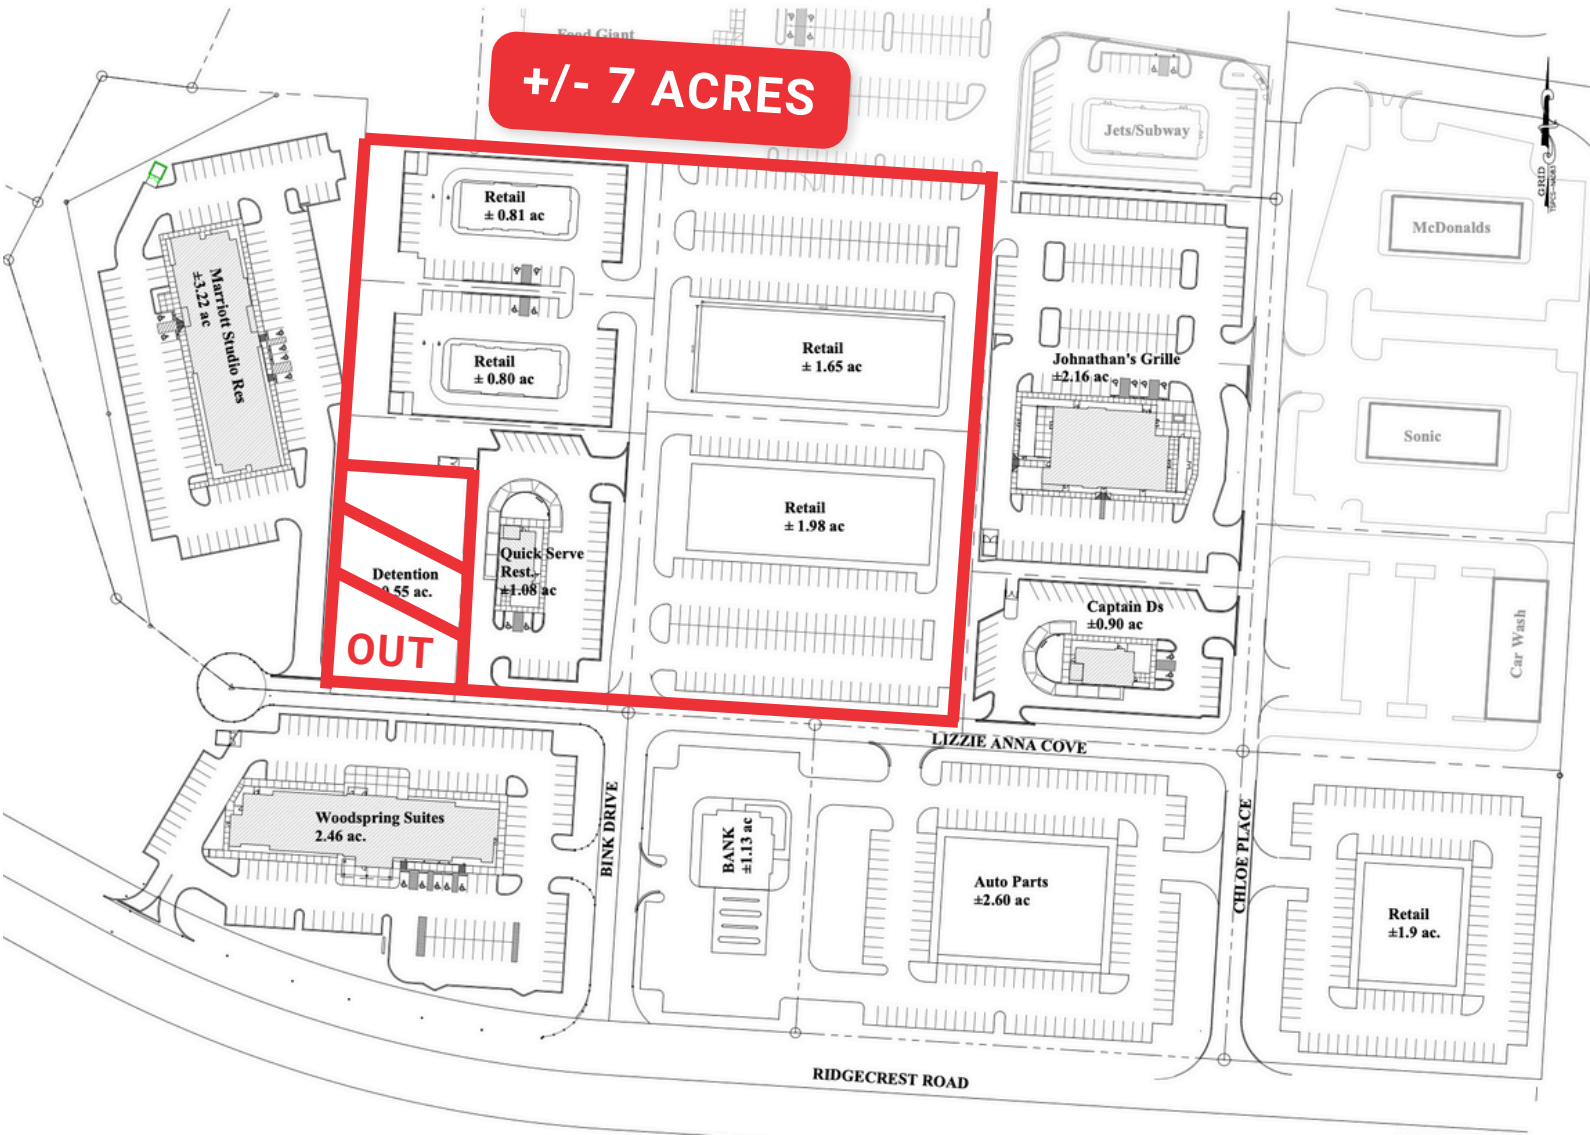 Food Giant
+/- 7 ACRES
Jets/Subway
GRID
McDonalds
Retail
± 0.81 ac
Marriott Studio Res
±3.22 ac
Retail
± 0.80 ac
Retail
± 1.65 ac
Johnathan's Grille
±2.16 ac
Sonic
Retail
± 1.98 ac
Quick Serve
Rest.
±1.08 ac
Detention
0.55 ac.
OUT
Captain Ds
±0.90 ac
Car Wash
LIZZIE ANNA COVE
Woodspring Suites
2.46 ac.
BINK DRIVE
BANK
±1.13 ac
Auto Parts
±2.60 ac
CHLOE PLACE
Retail
±1.9 ac.
RIDGECREST ROAD